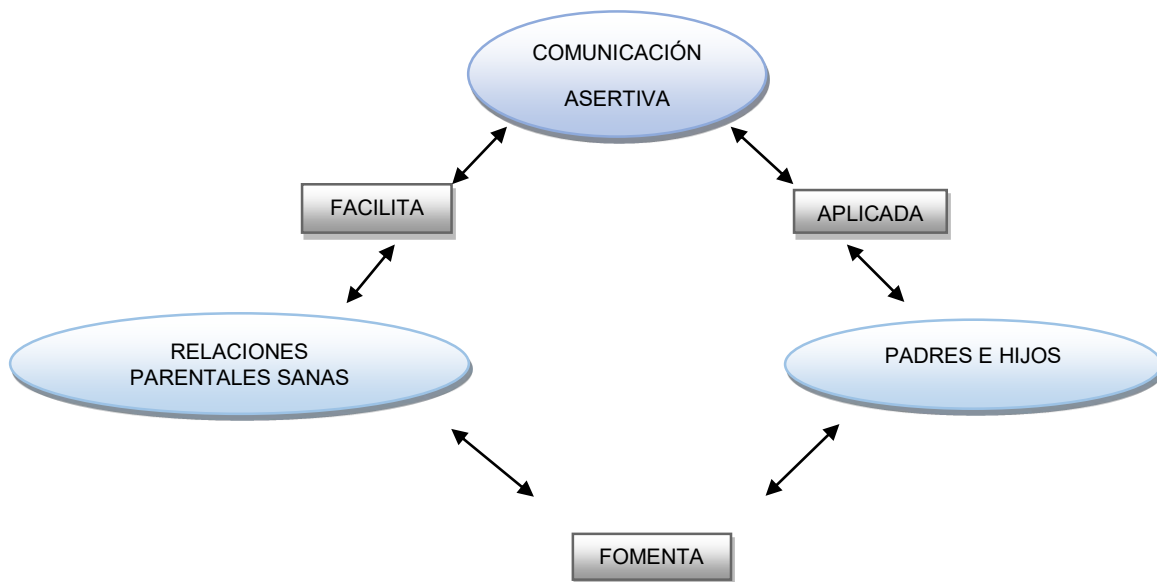 COMUNICACIÓN
ASERTIVA
FACILITA
APLICADA
RELACIONES
PARENTALES SANAS
PADRES E HIJOS
FOMENTA